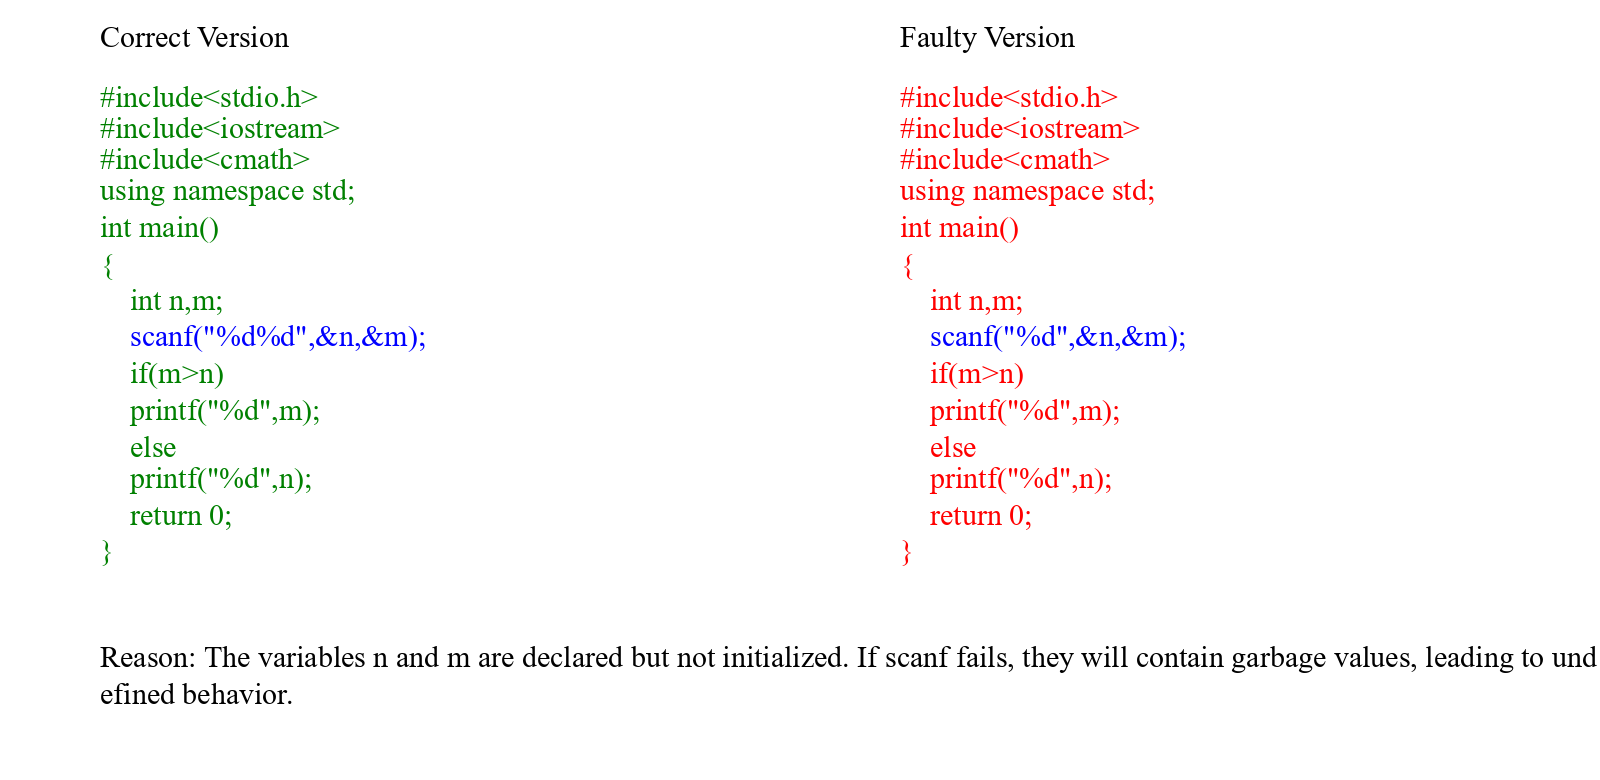 Correct Version
#include<stdio.h>
#include<iostream>
#include<cmath>
using namespace std;
int main()
{
    int n,m;
    scanf("%d%d",&n,&m);
    if(m>n)
    printf("%d",m);
    else
    printf("%d",n);
    return 0;
}
Faulty Version
#include<stdio.h>
#include<iostream>
#include<cmath>
using namespace std;
int main()
{
    int n,m;
    scanf("%d",&n,&m);
    if(m>n)
    printf("%d",m);
    else
    printf("%d",n);
    return 0;
}
Reason: The variables n and m are declared but not initialized. If scanf fails, they will contain garbage values, leading to und
efined behavior.